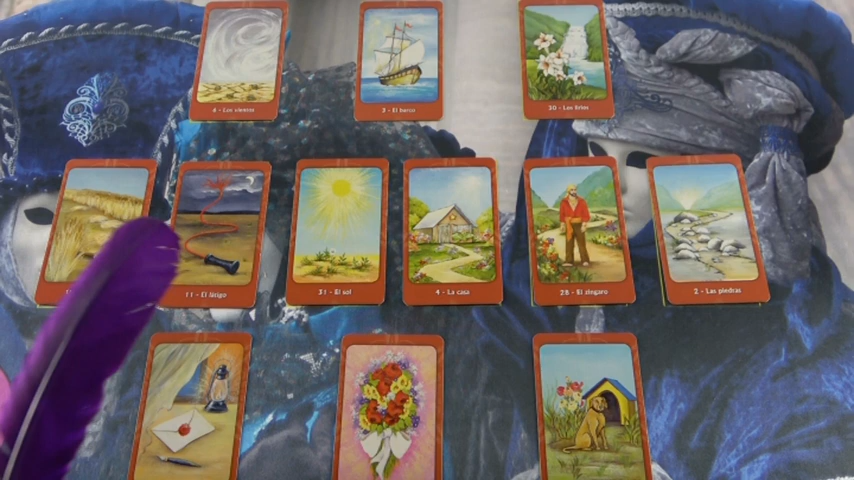 6 - Los vientos
3 - El barco
30 - Los lirios
11 - El látigo
31 - El sol
4 - La casa
28 - El zíngaro
2 - Las piedras